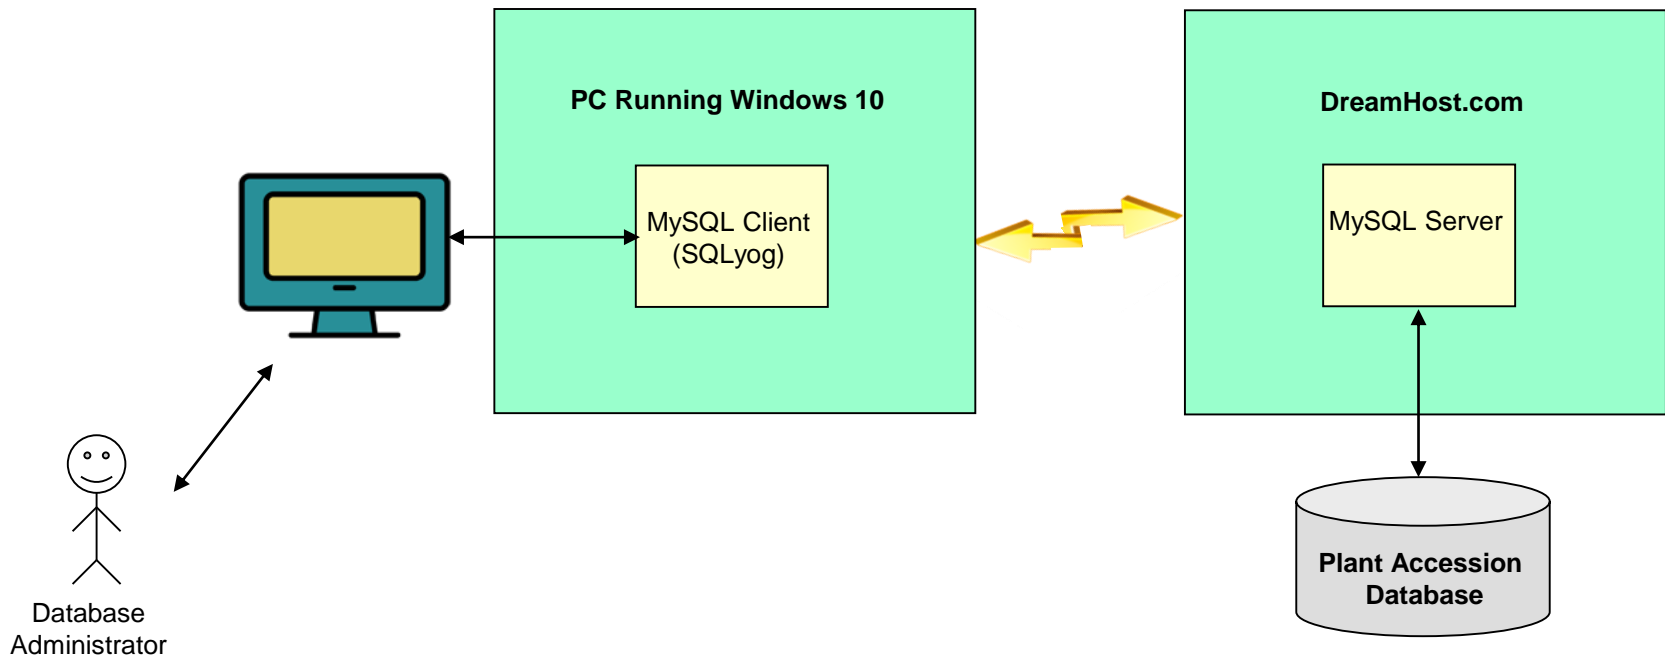 PC Running Windows 10
DreamHost.com
MySQL Client
(SQLyog)
MySQL Server
Plant Accession
Database
Database
Administrator